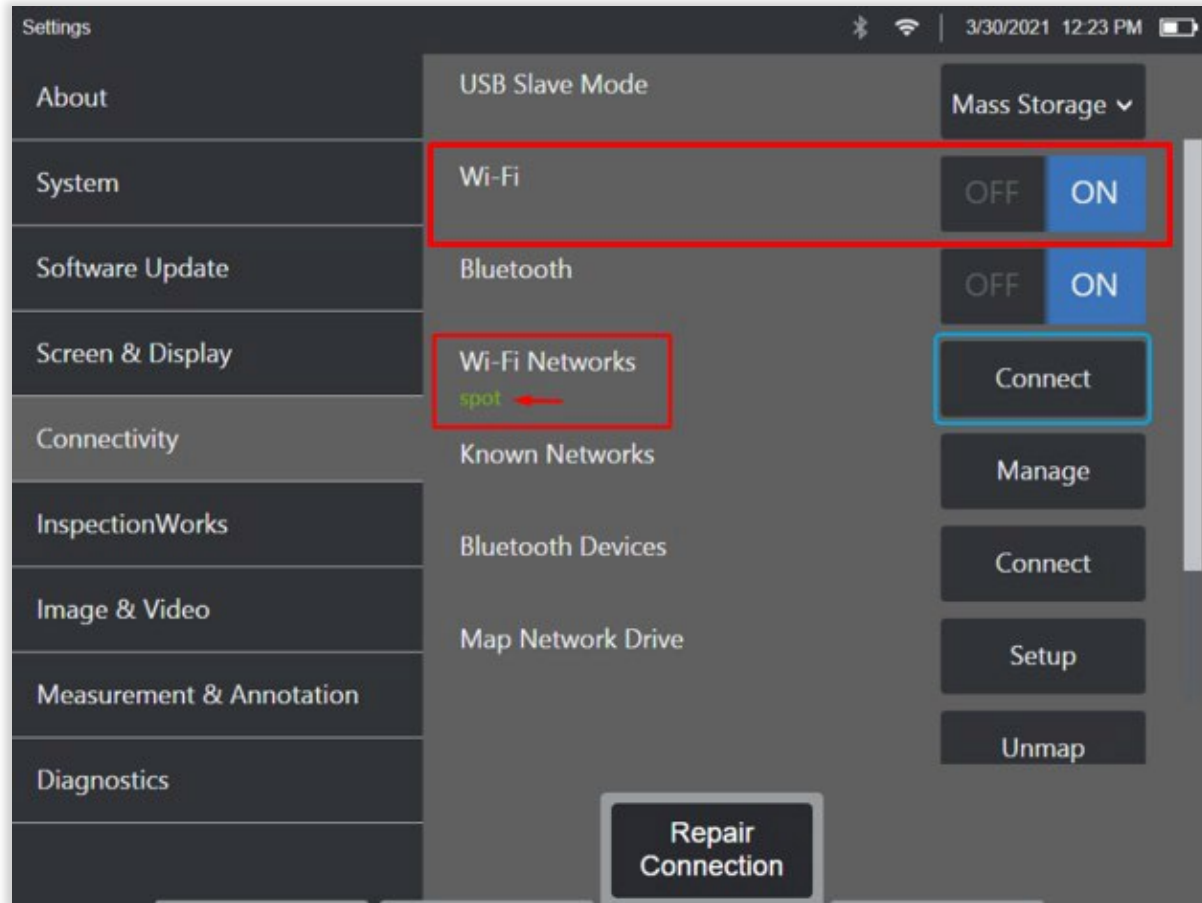 Settings
3/30/2021 12:23 PM
About
System
Software Update
Screen & Display
Connectivity
InspectionWorks
Image & Video
Measurement & Annotation
Diagnostics
USB Slave Mode
Mass Storage
Wi-Fi
OFF ON
Bluetooth
OFF ON
Wi-Fi Networks
spot
Connect
Known Networks
Manage
Bluetooth Devices
Connect
Map Network Drive
Setup
Unmap
Repair
Connection